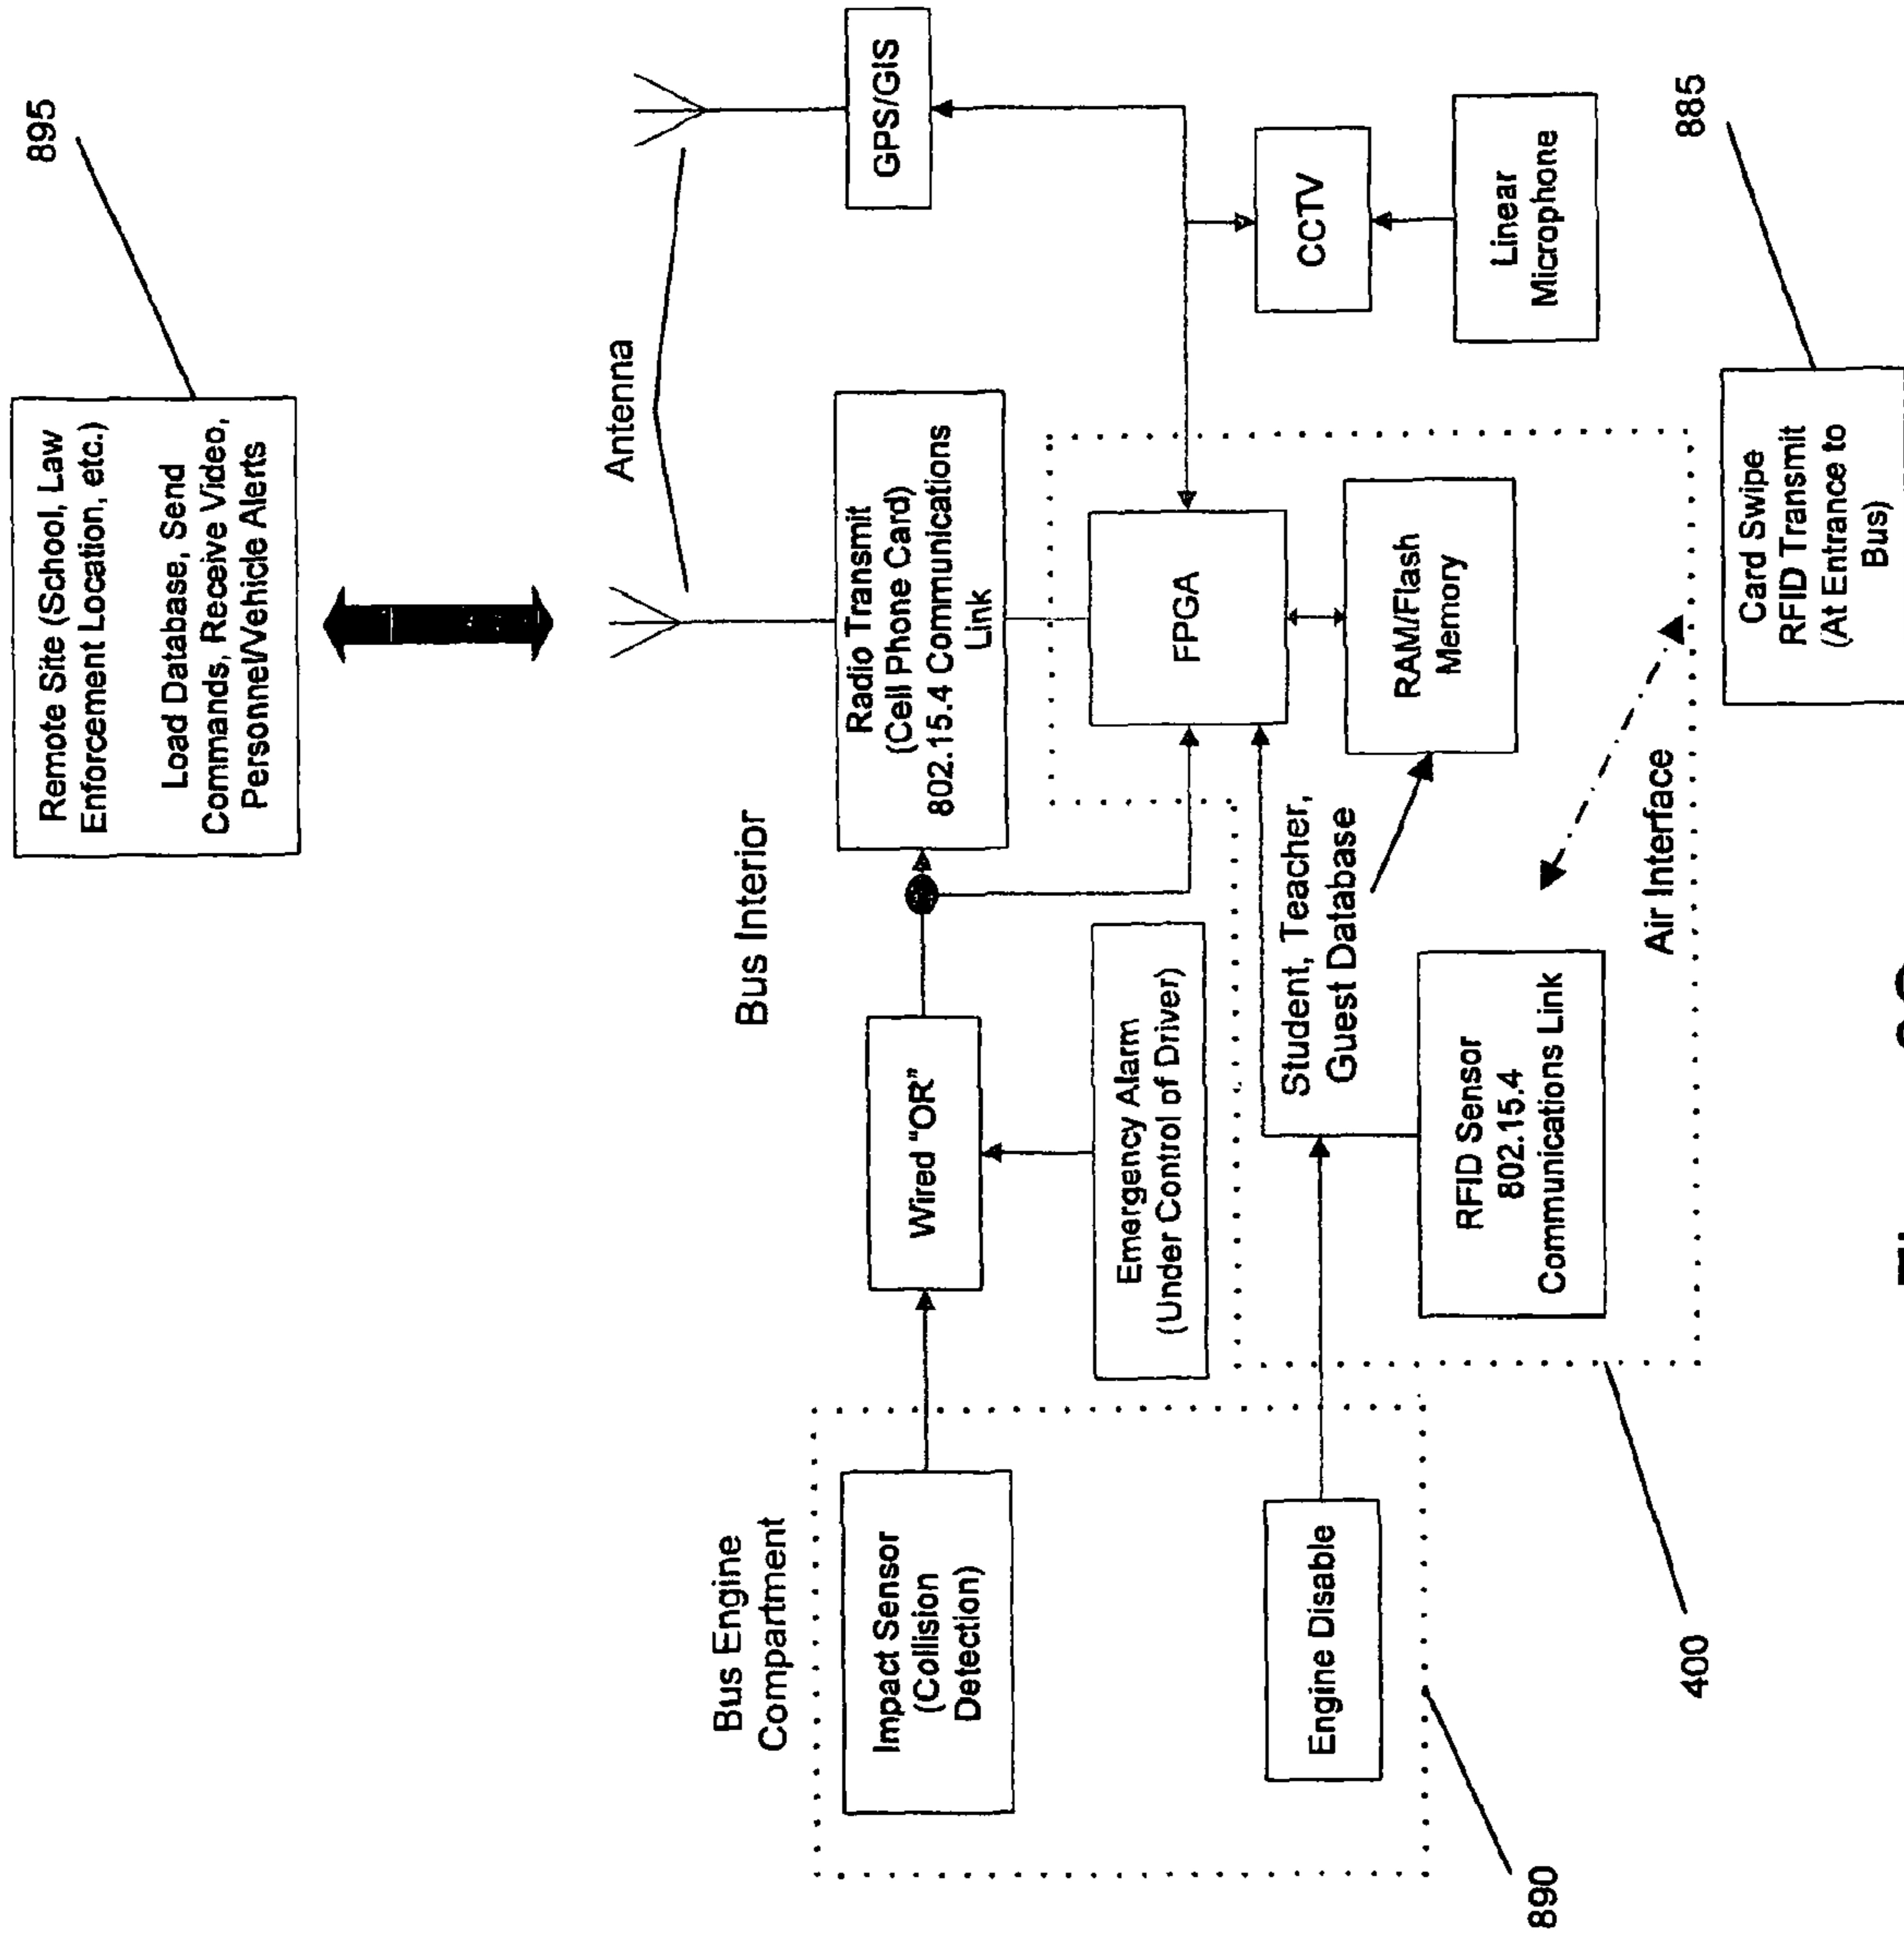 895
Remote Site (School, Law
Enforcement Location, etc.)
Load Database, Send
Commands, Receive Video,
Personnel/Vehicle Alerts
Antenna
Bus Interior
Bus Engine
Compartment
Impact Sensor
(Collision
Detection)
Wired "OR"
Radio Transmit
(Cell Phone Card)
802.15.4 Communications
Link
GPS/GIS
Emergency Alarm
(Under Control of Driver)
FPGA
CCTV
Engine Disable
Student, Teacher,
Guest Database
RAM/Flash
Memory
Linear
Microphone
RFID Sensor
802.15.4
Communications Link
Air Interface
890
400
885
Card Swipe
RFID Transmit
(At Entrance to
Bus)